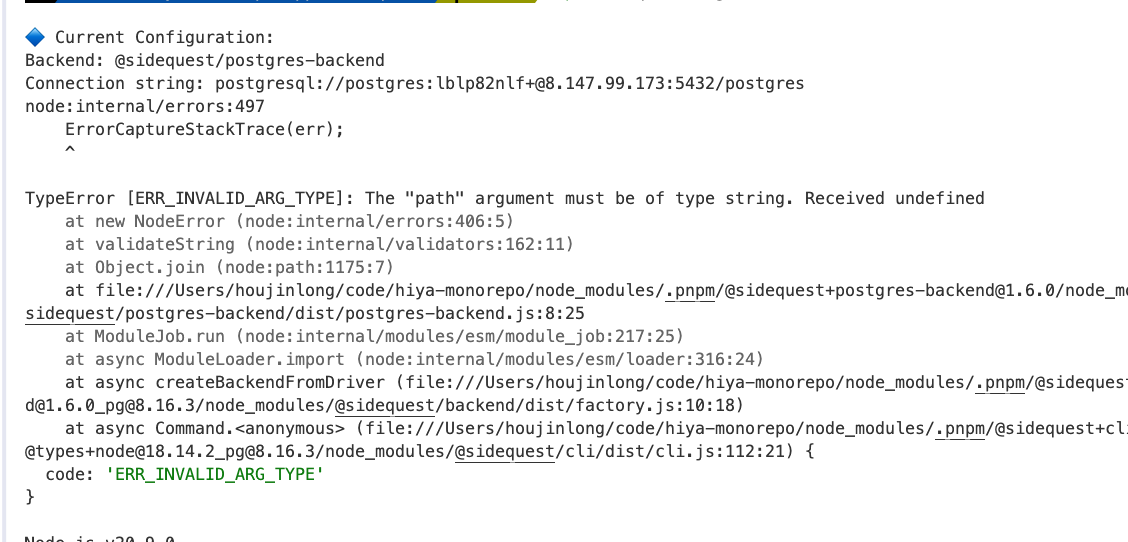 🔷 Current Configuration:
Backend: @sidequest/postgres-backend
Connection string: postgresql://postgres:lblp82nlf+@8.147.99.173:5432/postgres
node:internal/errors:497
    ErrorCaptureStackTrace(err);
    ^
TypeError [ERR_INVALID_ARG_TYPE]: The "path" argument must be of type string. Received undefined
    at new NodeError (node:internal/errors:406:5)
    at validateString (node:internal/validators:162:11)
    at Object.join (node:path:1175:7)
    at file:///Users/houjinlong/code/hiya-monorepo/node_modules/.pnpm/@sidequest+postgres-backend@1.6.0/node_m
sidequest/postgres-backend/dist/postgres-backend.js:8:25
    at ModuleJob.run (node:internal/modules/esm/module_job:217:25)
    at async ModuleLoader.import (node:internal/modules/esm/loader:316:24)
    at async createBackendFromDriver (file:///Users/houjinlong/code/hiya-monorepo/node_modules/.pnpm/@sidequest
d@1.6.0_pg@8.16.3/node_modules/@sidequest/backend/dist/factory.js:10:18)
    at async Command.<anonymous> (file:///Users/houjinlong/code/hiya-monorepo/node_modules/.pnpm/@sidequest+cli
@types+node@18.14.2_pg@8.16.3/node_modules/@sidequest/cli/dist/cli.js:112:21) {
  code: 'ERR_INVALID_ARG_TYPE'
}
Node.js v20.9.0